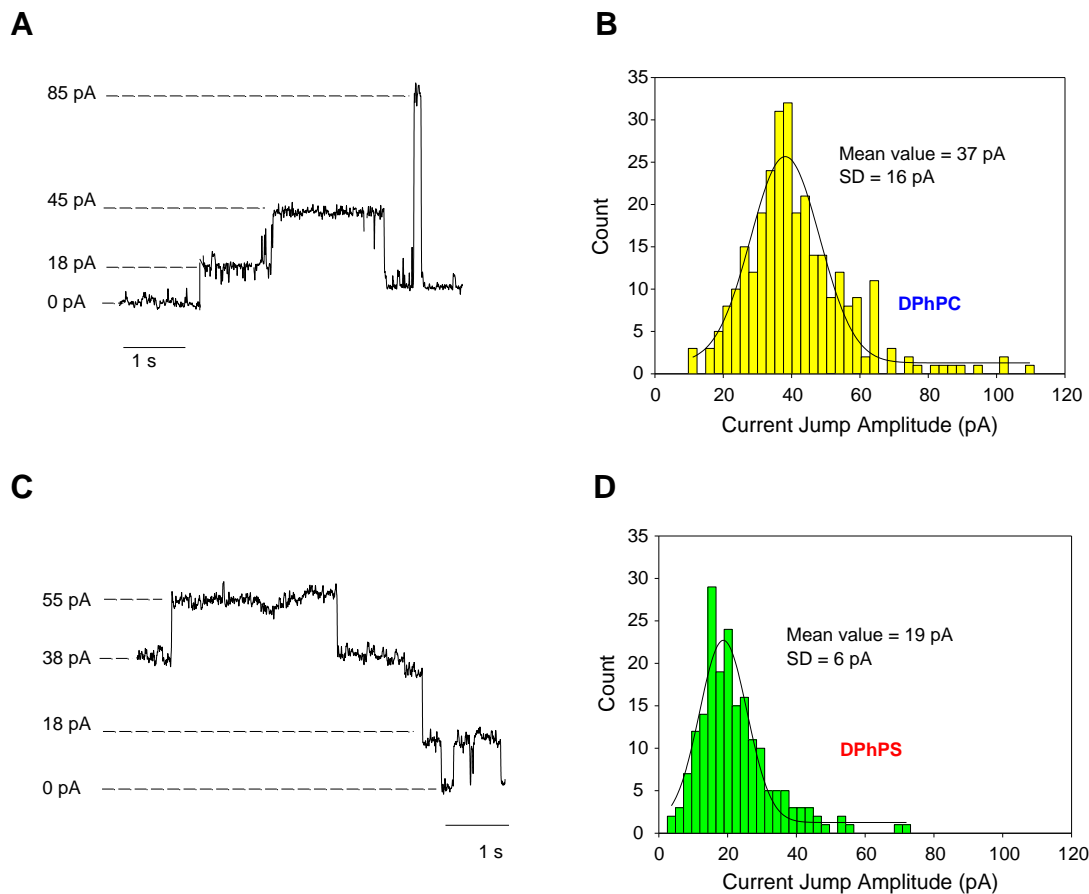 A
85 pA
45 pA
18 pA
0 pA
1 s
B
35
30
25
20
15
10
5
0
Count
Mean value = 37 pA
SD = 16 pA
DPhPC
0 20 40 60 80 100 120
Current Jump Amplitude (pA)
C
55 pA
38 pA
18 pA
0 pA
1 s
D
35
30
25
20
15
10
5
0
Count
Mean value = 19 pA
SD = 6 pA
DPhPS
0 20 40 60 80 100 120
Current Jump Amplitude (pA)